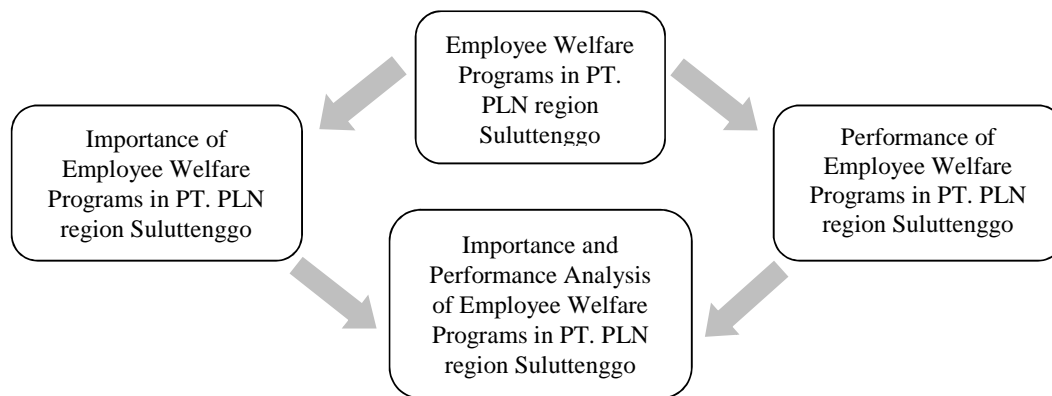 Employee Welfare
Programs in PT.
PLN region
Suluttenggo
Importance of
Employee Welfare
Programs in PT. PLN
region Suluttenggo
Performance of
Employee Welfare
Programs in PT. PLN
region Suluttenggo
Importance and
Performance Analysis
of Employee Welfare
Programs in PT. PLN
region Suluttenggo